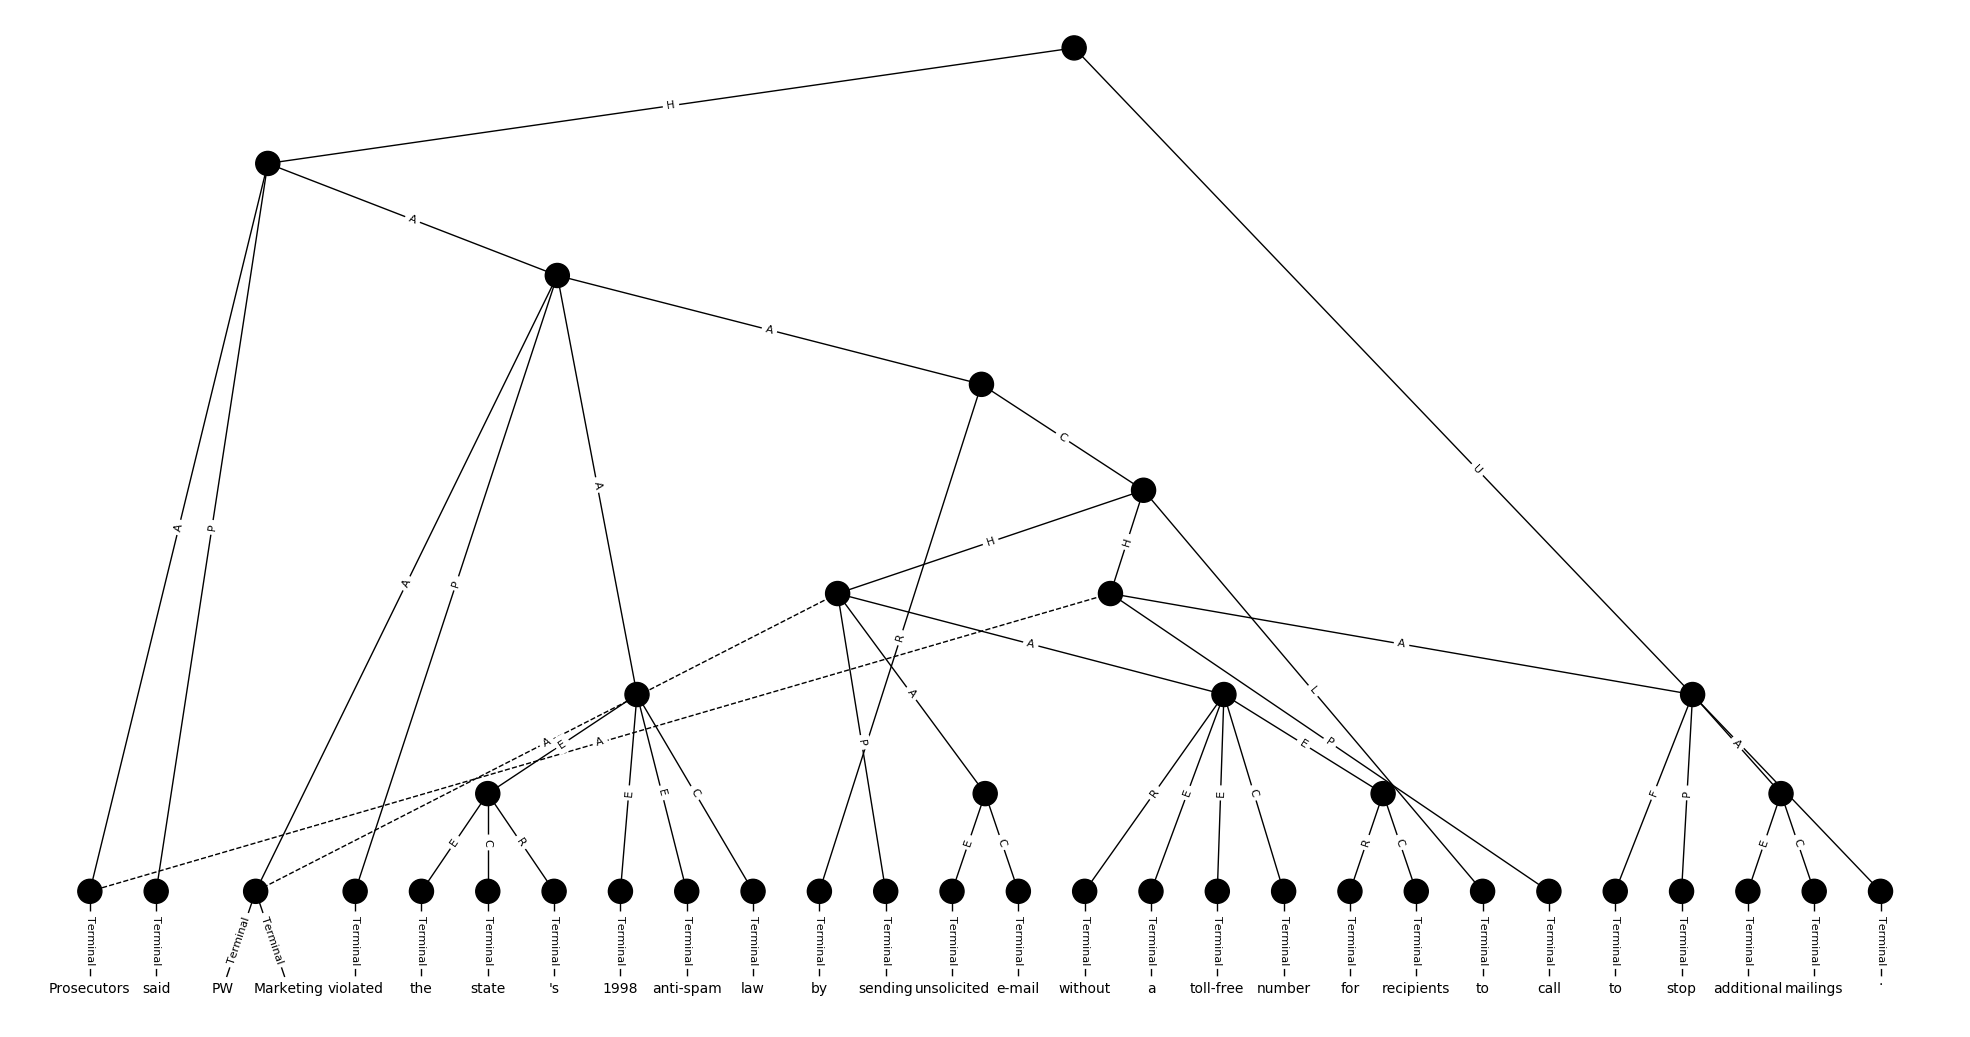 H
A
A
U
C
A
P
A
H
H
A
P
R
A
A
A
L
A
E
A
P
E
P
A
E
E
E
C
R
E
E
C
F
P
E
C
R
E
C
R
C
E
C
Terminal Terminal Terminal Terminal Terminal Terminal Terminal Terminal Terminal Terminal Terminal Terminal Terminal Terminal Terminal Terminal Terminal Terminal Terminal Terminal Terminal Terminal Terminal Terminal Terminal Terminal Terminal Terminal
Prosecutors said PW Marketing violated the state 's 1998 anti-spam law by sending unsolicited e-mail without a toll-free number for recipients to call to stop additional mailings .